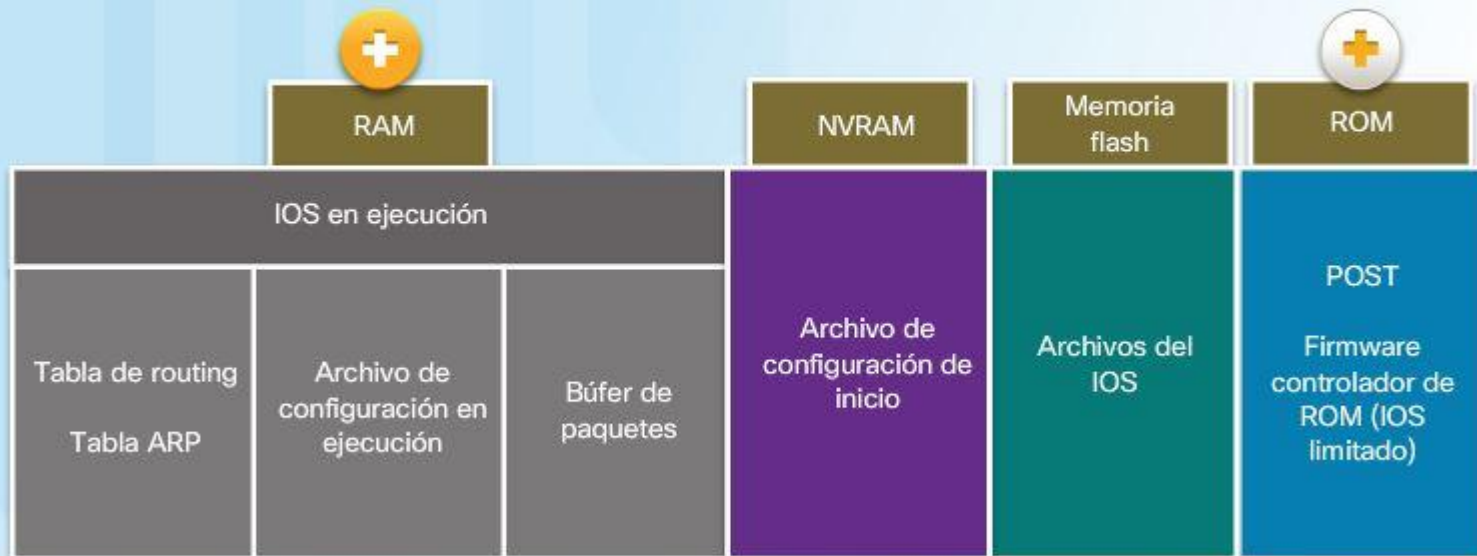 RAM
NVRAM
Memoria
flash
ROM
IOS en ejecución
Tabla de routing
Tabla ARP
Archivo de
configuración en
ejecución
Búfer de
paquetes
Archivo de
configuración de
inicio
Archivos del
IOS
POST
Firmware
controlador de
ROM (IOS
limitado)